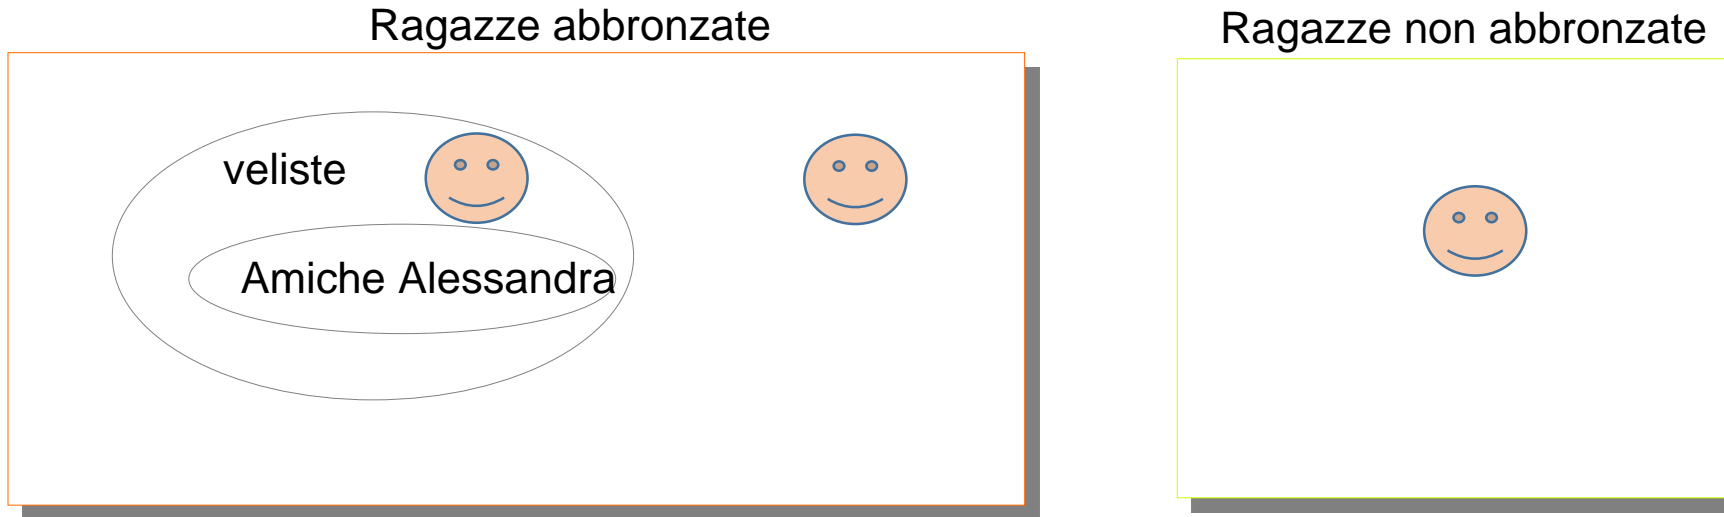 Ragazze abbronzate
Ragazze non abbronzate
veliste
Amiche Alessandra